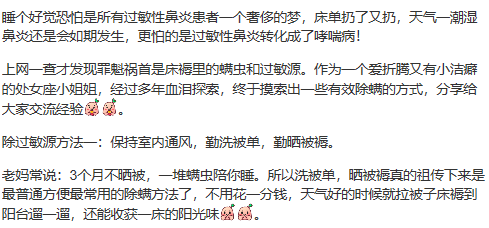 睡个好觉恐怕是所有过敏性鼻炎患者一个奢侈的梦，床单扔了又扔，天气一潮湿
鼻炎还是会如期发生，更怕的是过敏性鼻炎转化成了哮喘病！
上网一查才发现罪魁祸首是床褥里的螨虫和过敏源。作为一个爱折腾又有小洁癖
的处女座小姐姐，经过多年血泪探索，终于摸索出一些有效除螨的方式，分享给
大家交流经验。
除过敏源方法一：保持室内通风，勤洗被单，勤晒被褥。
老妈常说：3个月不晒被，一堆螨虫陪你睡。所以洗被单，晒被褥真的祖传下来是
最普通方便最常用的除螨方法了，不用花一分钱，天气好的时候就拉被子床褥到
阳台遛一遛，还能收获一床的阳光味。